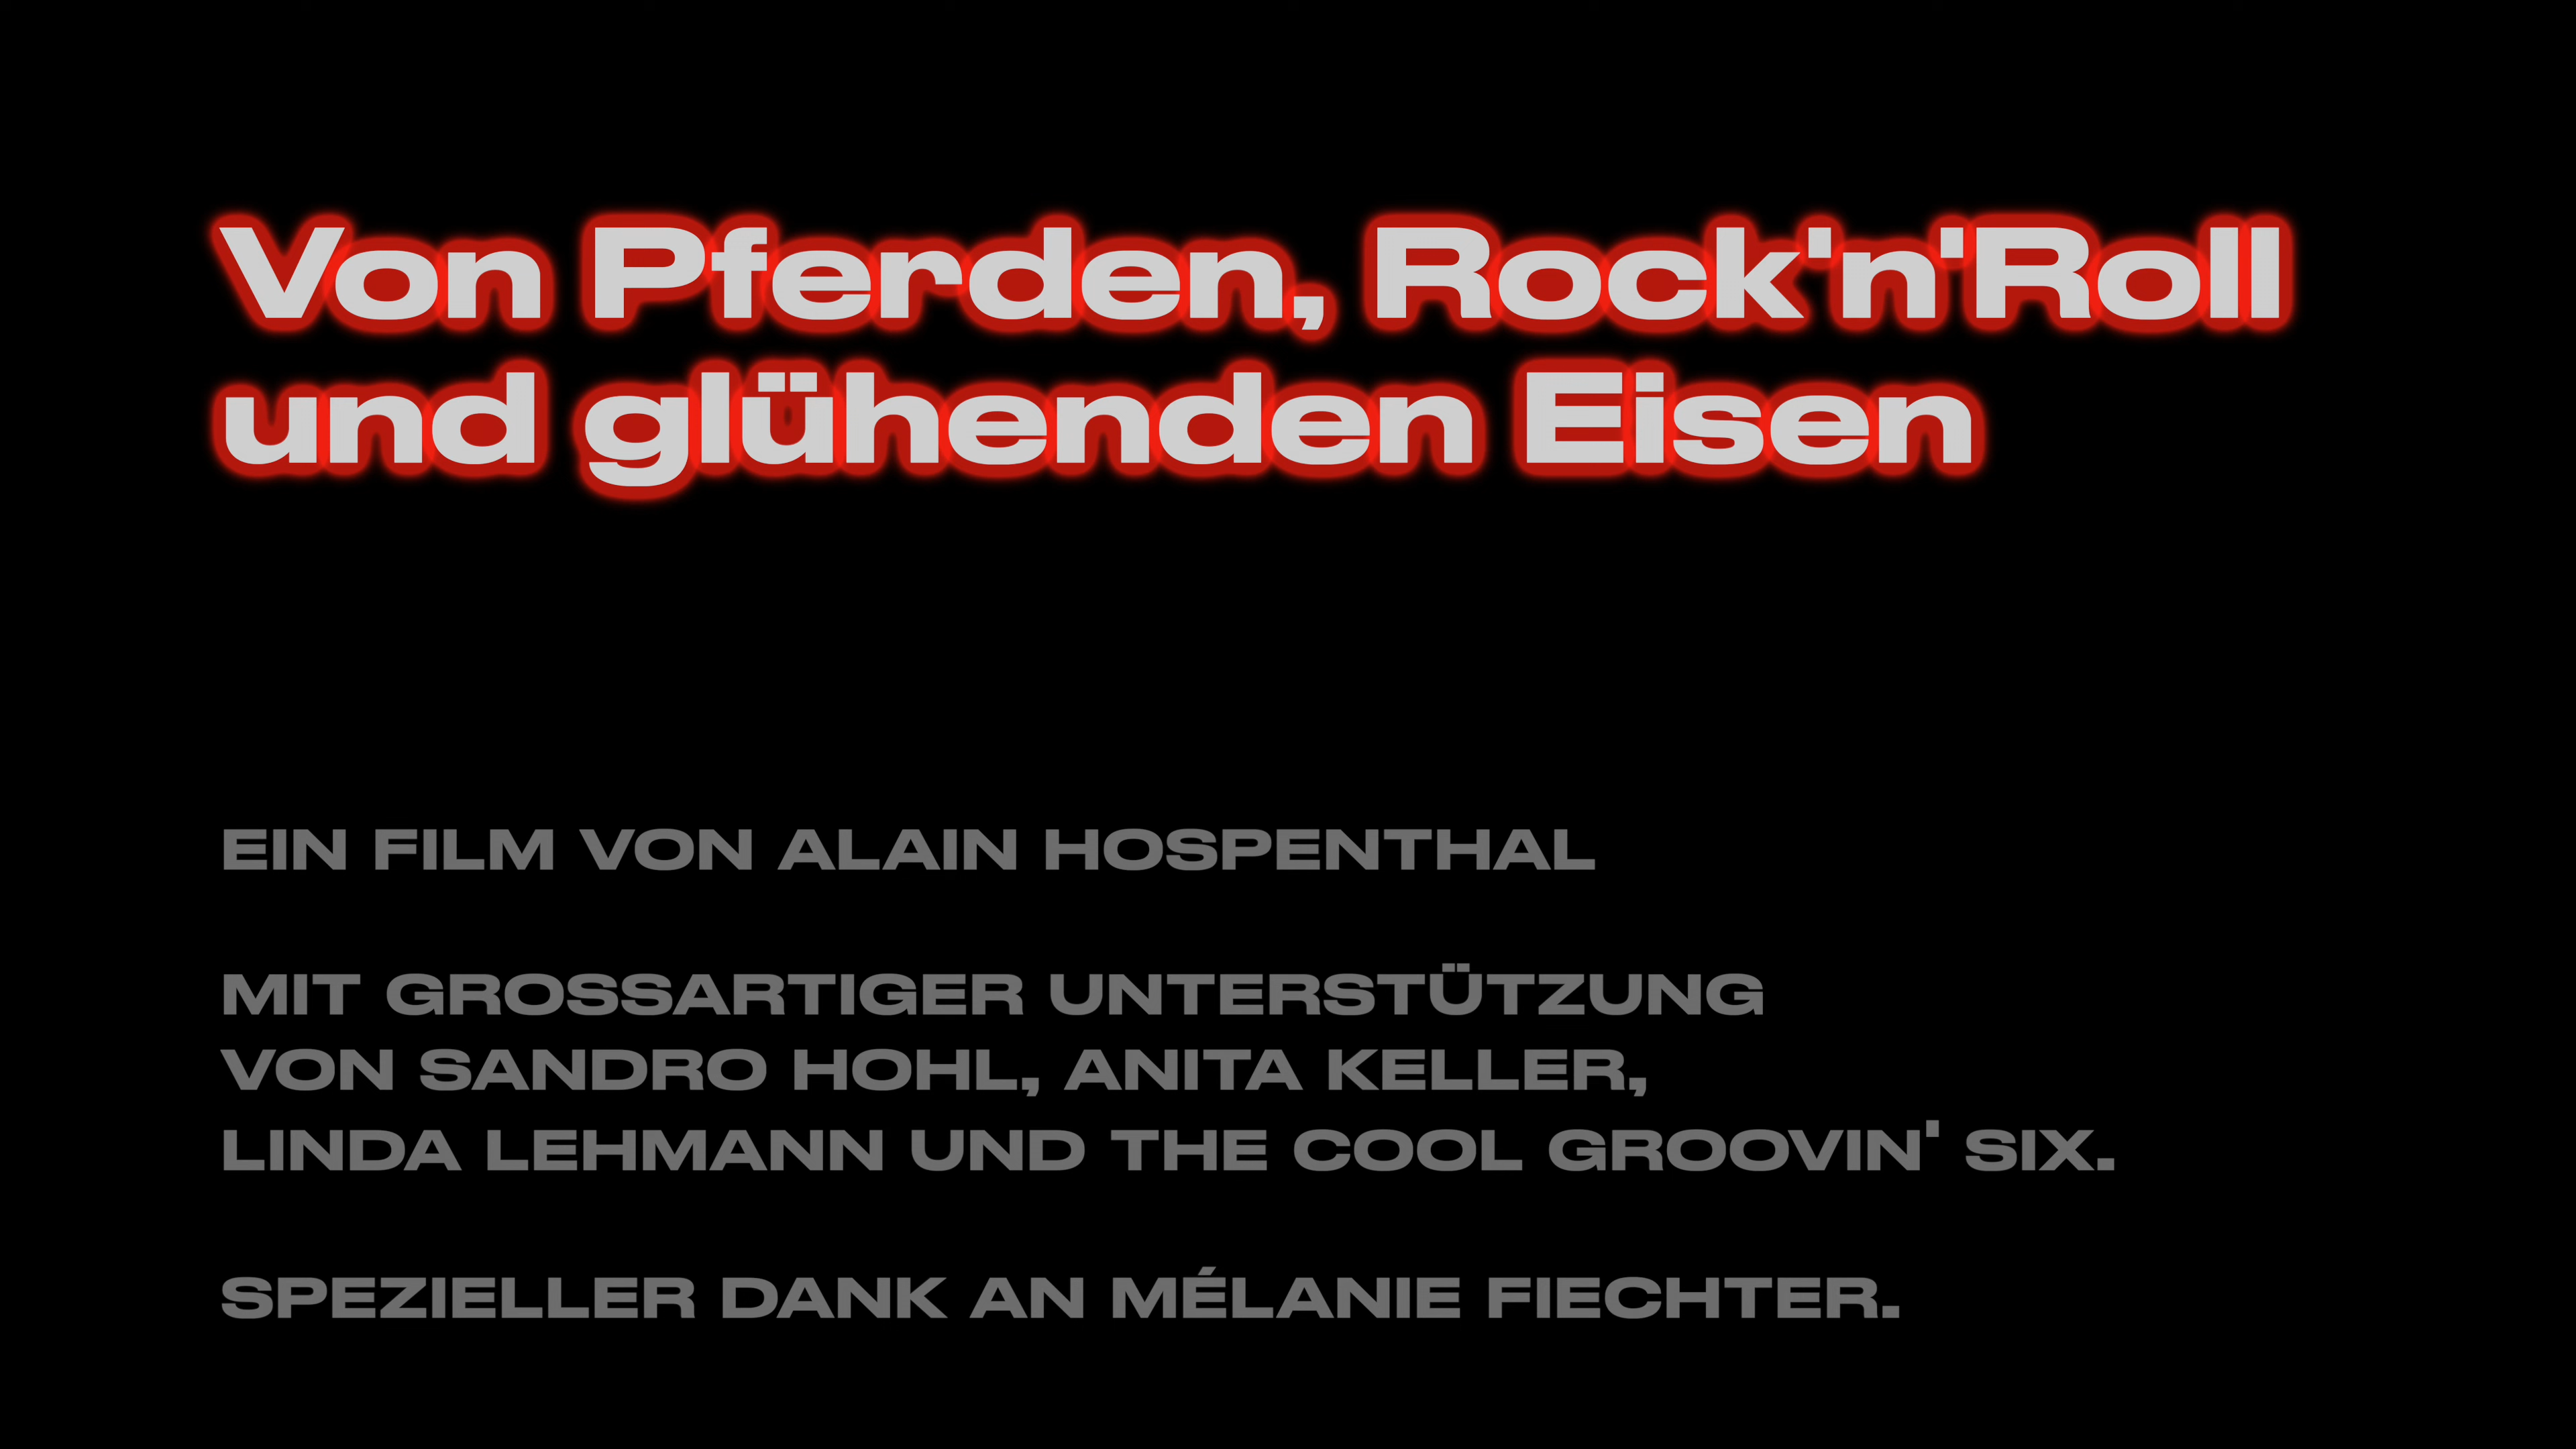 Von Pferden, Rock'n'Roll
und glühenden Eisen
EIN FILM VON ALAIN HOSPENTHAL
MIT GROSSARTIGER UNTERSTÜTZUNG
VON SANDRO HOHL, ANITA KELLER,
LINDA LEHMANN UND THE COOL GROOVIN' SIX.
SPEZIELLER DANK AN MÉLANIE FIECHTER.